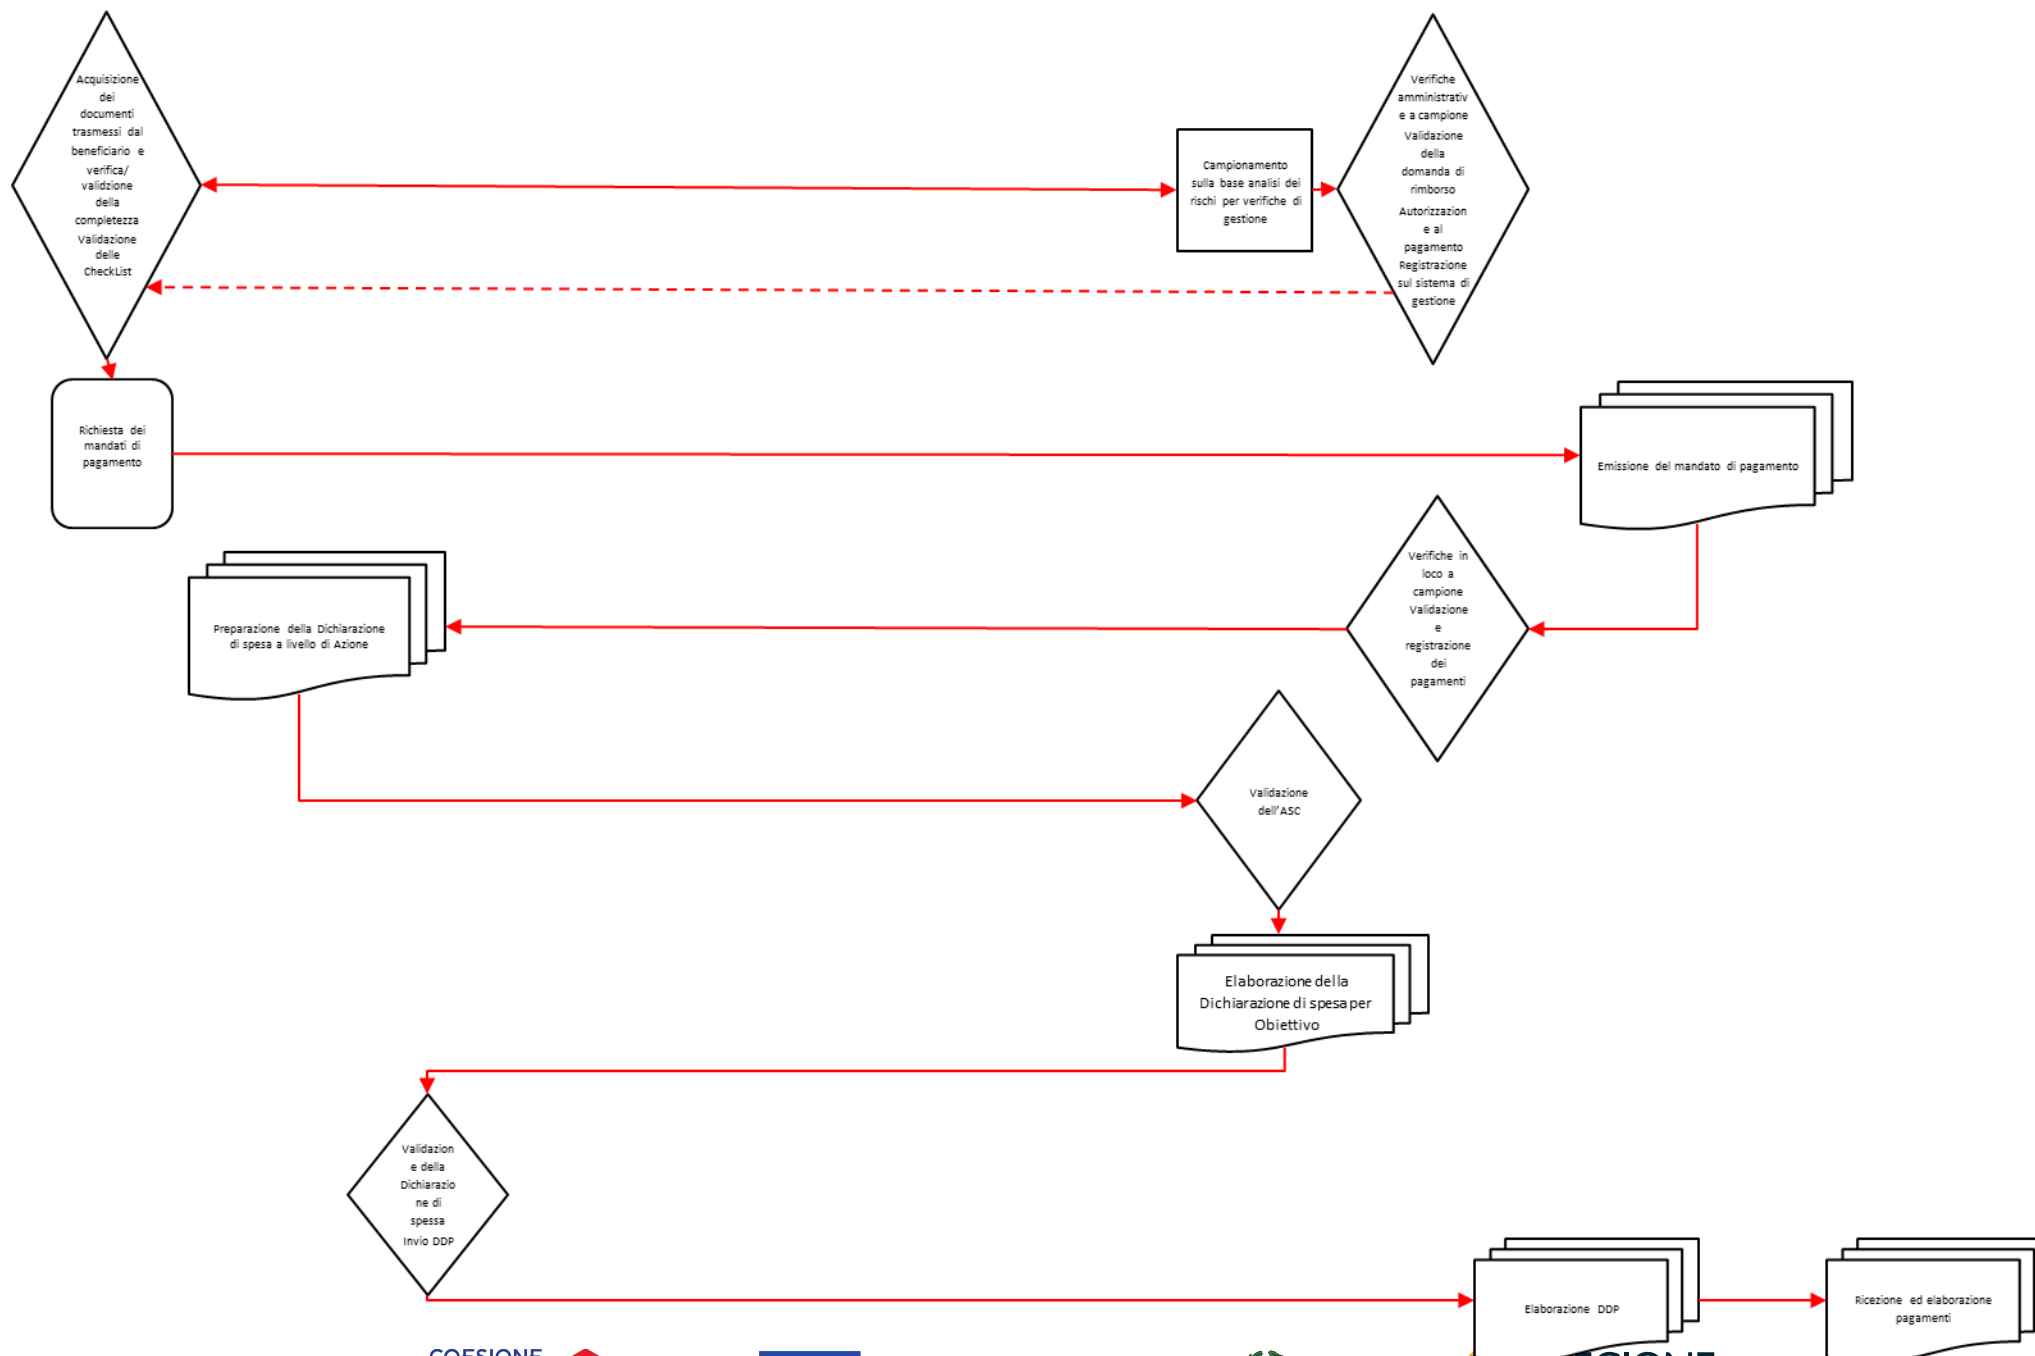 Acquisizione
dei
documenti
trasmessi dal
beneficiario e
verifica/
validzione
della
completezza
Validazione
delle
CheckList
Campionamento
sulla base analisi dei
rischi per verifiche di
gestione
Verifiche
amministrativ
e a campione
Validazione
della
domanda di
rimborso
Autorizzazion
e al
pagamento
Registrazione
sul sistema di
gestione
Richiesta dei
mandati di
pagamento
Emissione del mandato di pagamento
Verifiche in
loco a
campione
Validazione
e
registrazione
dei
pagamenti
Preparazione della Dichiarazione
di spesa a livello di Azione
Validazione
dell'ASC
Elaborazione della
Dichiarazione di spesa per
Obiettivo
Validazion
e della
Dichiarazio
ne di
spessa
Invio DDP
Elaborazione DDP
Ricezione ed elaborazione
pagamenti
COESIONE